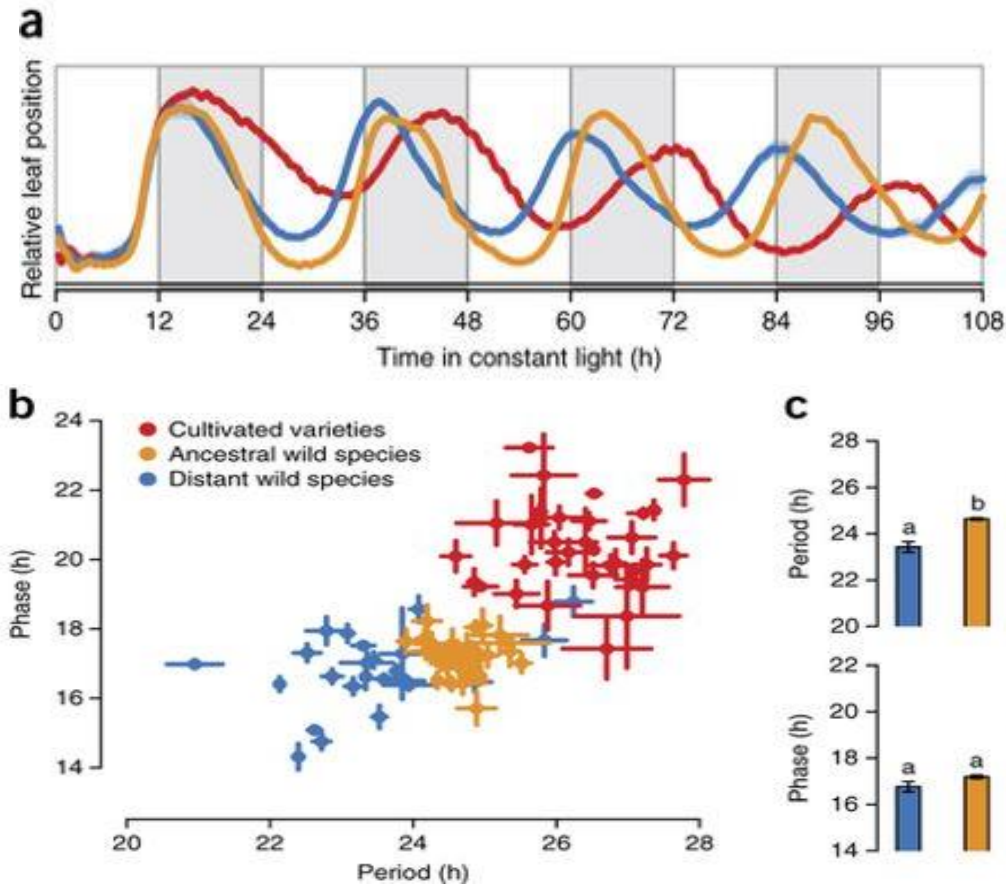 a
Relative leaf position
0 12 24 36 48 60 72 84 96 108
Time in constant light (h)
b
Phase (h)
24
22
20
18
16
14
Cultivated varieties
Ancestral wild species
Distant wild species
20 22 24 26 28
Period (h)
c
Period (h)
28
26
24
22
20
a b
Phase (h)
22
20
18
16
14
a a